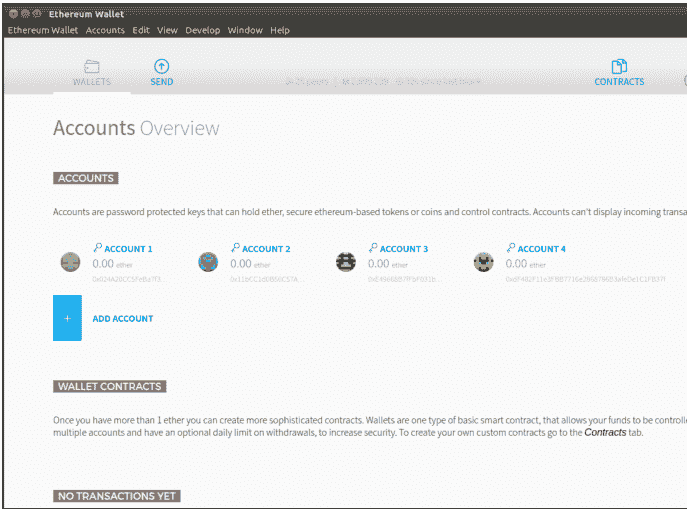 Ethereum Wallet
Ethereum Wallet Accounts Edit View Develop Window Help
WALLETS SEND CONTRACTS
Accounts Overview
ACCOUNTS
Accounts are password protected keys that can hold ether, secure ethereum-based tokens or coins and control contracts. Accounts can't display incoming transa
ACCOUNT 1 ACCOUNT 2 ACCOUNT 3 ACCOUNT 4
0.00 ether 0.00 ether 0.00 ether 0.00 ether
ADD ACCOUNT
WALLET CONTRACTS
Once you have more than 1 ether you can create more sophisticated contracts. Wallets are one type of basic smart contract, that allows your funds to be controlle
multiple accounts and have an optional daily limit on withdrawals, to increase security. To create your own custom contracts go to the Contracts tab.
NO TRANSACTIONS YET